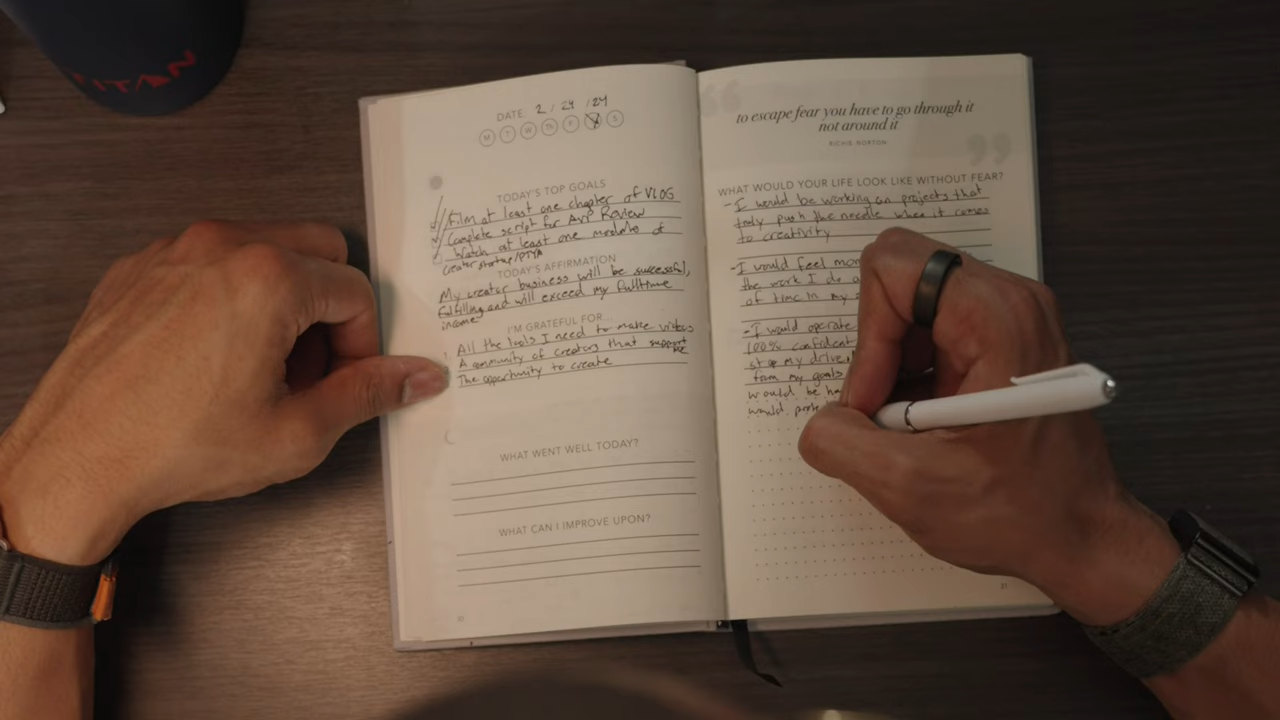 TITAN
DATE: 2 / 24 / 24
M T W Th F S S
TODAY'S TOP GOALS
Film at least one chapter of VLOG
Complete script for AVP Review
Watch at least one module of
Creator startup/PTYA
TODAY'S AFFIRMATION
My creator business will be successful,
fulfilling and will exceed my fulltime
income
I'M GRATEFUL FOR...
All the tools I need to make videos
A community of creators that support
me
The opportunity to create
WHAT WENT WELL TODAY?
WHAT CAN I IMPROVE UPON?
to escape fear you have to go through it
not around it
RICHIE NORTON
WHAT WOULD YOUR LIFE LOOK LIKE WITHOUT FEAR?
-I would be working on projects that
truly push the needle when it comes
to creativity
-I would feel
the work I do
of time in my
-I would operate
100% confident
stop my drive
from my goals
would be
would
31